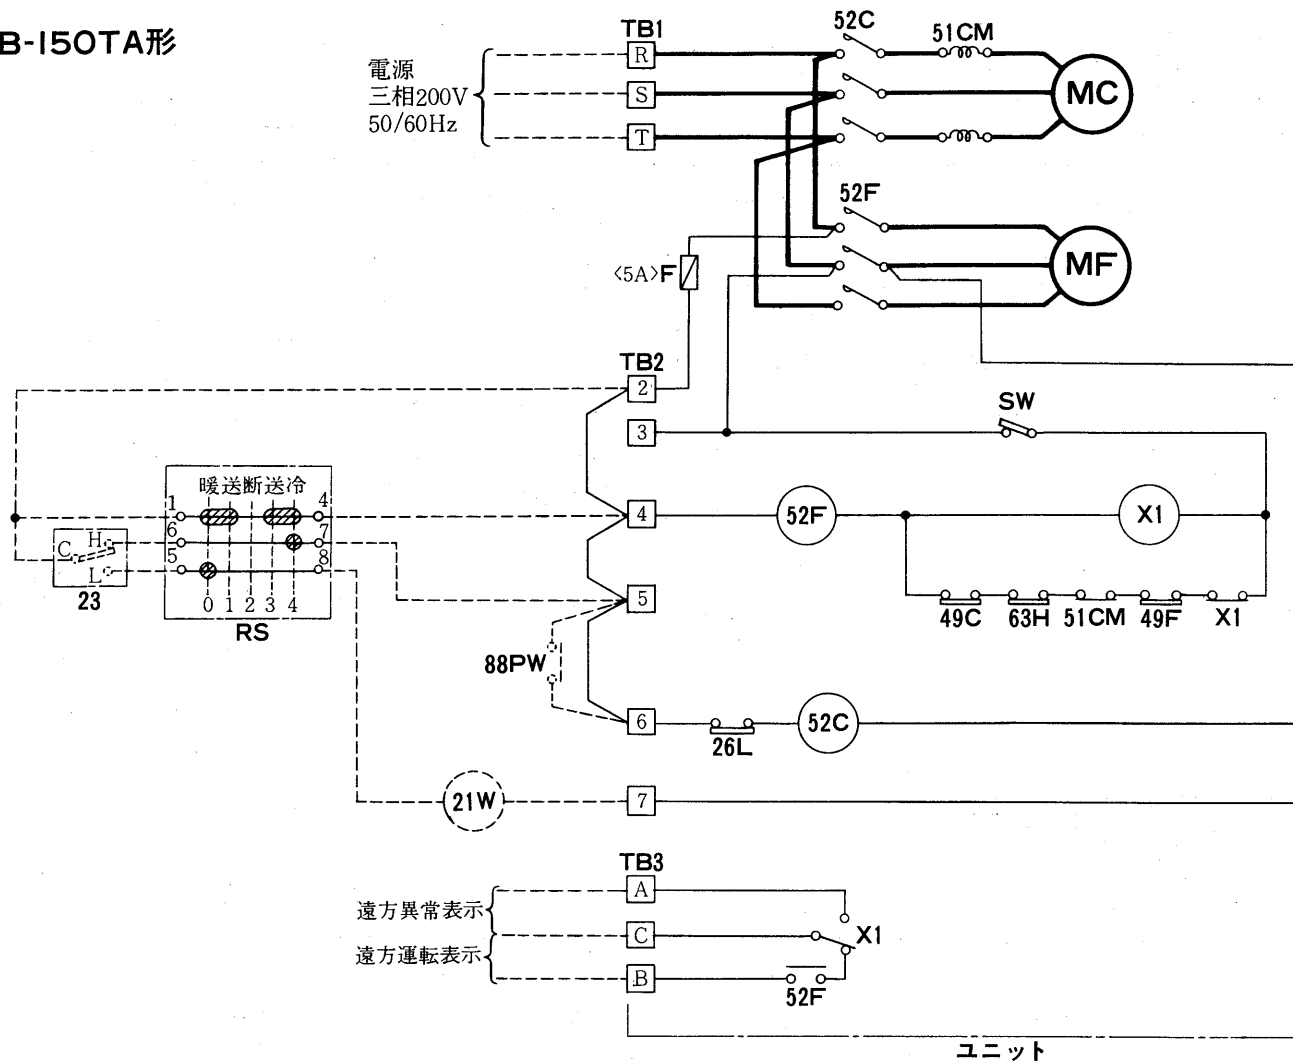 B-150TA形
電源
三相200V
50/60Hz
TB1
R
S
T
52C
51CM
MC
52F
MF
<5A>F
TB2
2
3
SW
暖送断送冷
1
4
6
7
5
8
0 1 2 3 4
RS
C
H
L
23
4
52F
X1
5
49C
63H
51CM
49F
X1
88PW
6
26L
52C
21W
7
TB3
遠方異常表示
A
C
X1
遠方運転表示
B
52F
ユニット